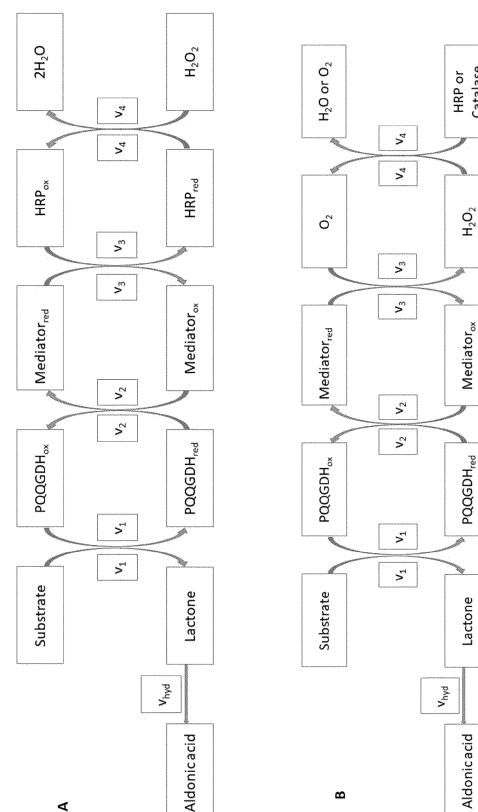 A
Substrate
PQQGDHox
Mediatorred
HRPox
2H2O
v1
v1
v2
v2
v3
v3
v4
v4
vhyd
Aldonic acid
Lactone
PQQGDHred
Mediatorox
HRPred
H2O2
B
Substrate
PQQGDHox
Mediatorred
O2
H2O or O2
v1
v1
v2
v2
v3
v3
v4
v4
vhyd
Aldonic acid
Lactone
PQQGDHred
Mediatorox
H2O2
HRP or
Catalase